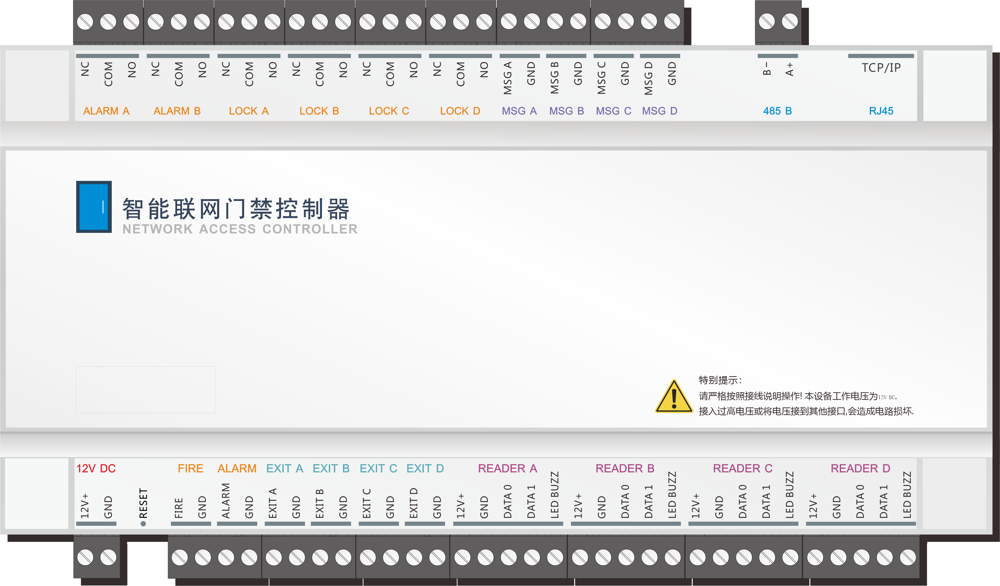 NC COM NO NC COM NO NC COM NO NC COM NO NC COM NO NC COM NO MSG A GND MSG B GND MSG C GND MSG D GND B− A+ TCP/IP
ALARM A ALARM B LOCK A LOCK B LOCK C LOCK D MSG A MSG B MSG C MSG D 485 B RJ45
智能联网门禁控制器
NETWORK ACCESS CONTROLLER
特别提示：
请严格按照接线说明操作! 本设备工作电压为12V DC.
接入过高电压或将电压接到其他接口,会造成电路损坏.
12V DC FIRE ALARM EXIT A EXIT B EXIT C EXIT D READER A READER B READER C READER D
12V+ GND RESET FIRE GND ALARM GND EXIT A GND EXIT B GND EXIT C GND EXIT D GND 12V+ GND DATA 0 DATA 1 LED BUZZ 12V+ GND DATA 0 DATA 1 LED BUZZ 12V+ GND DATA 0 DATA 1 LED BUZZ 12V+ GND DATA 0 DATA 1 LED BUZZ